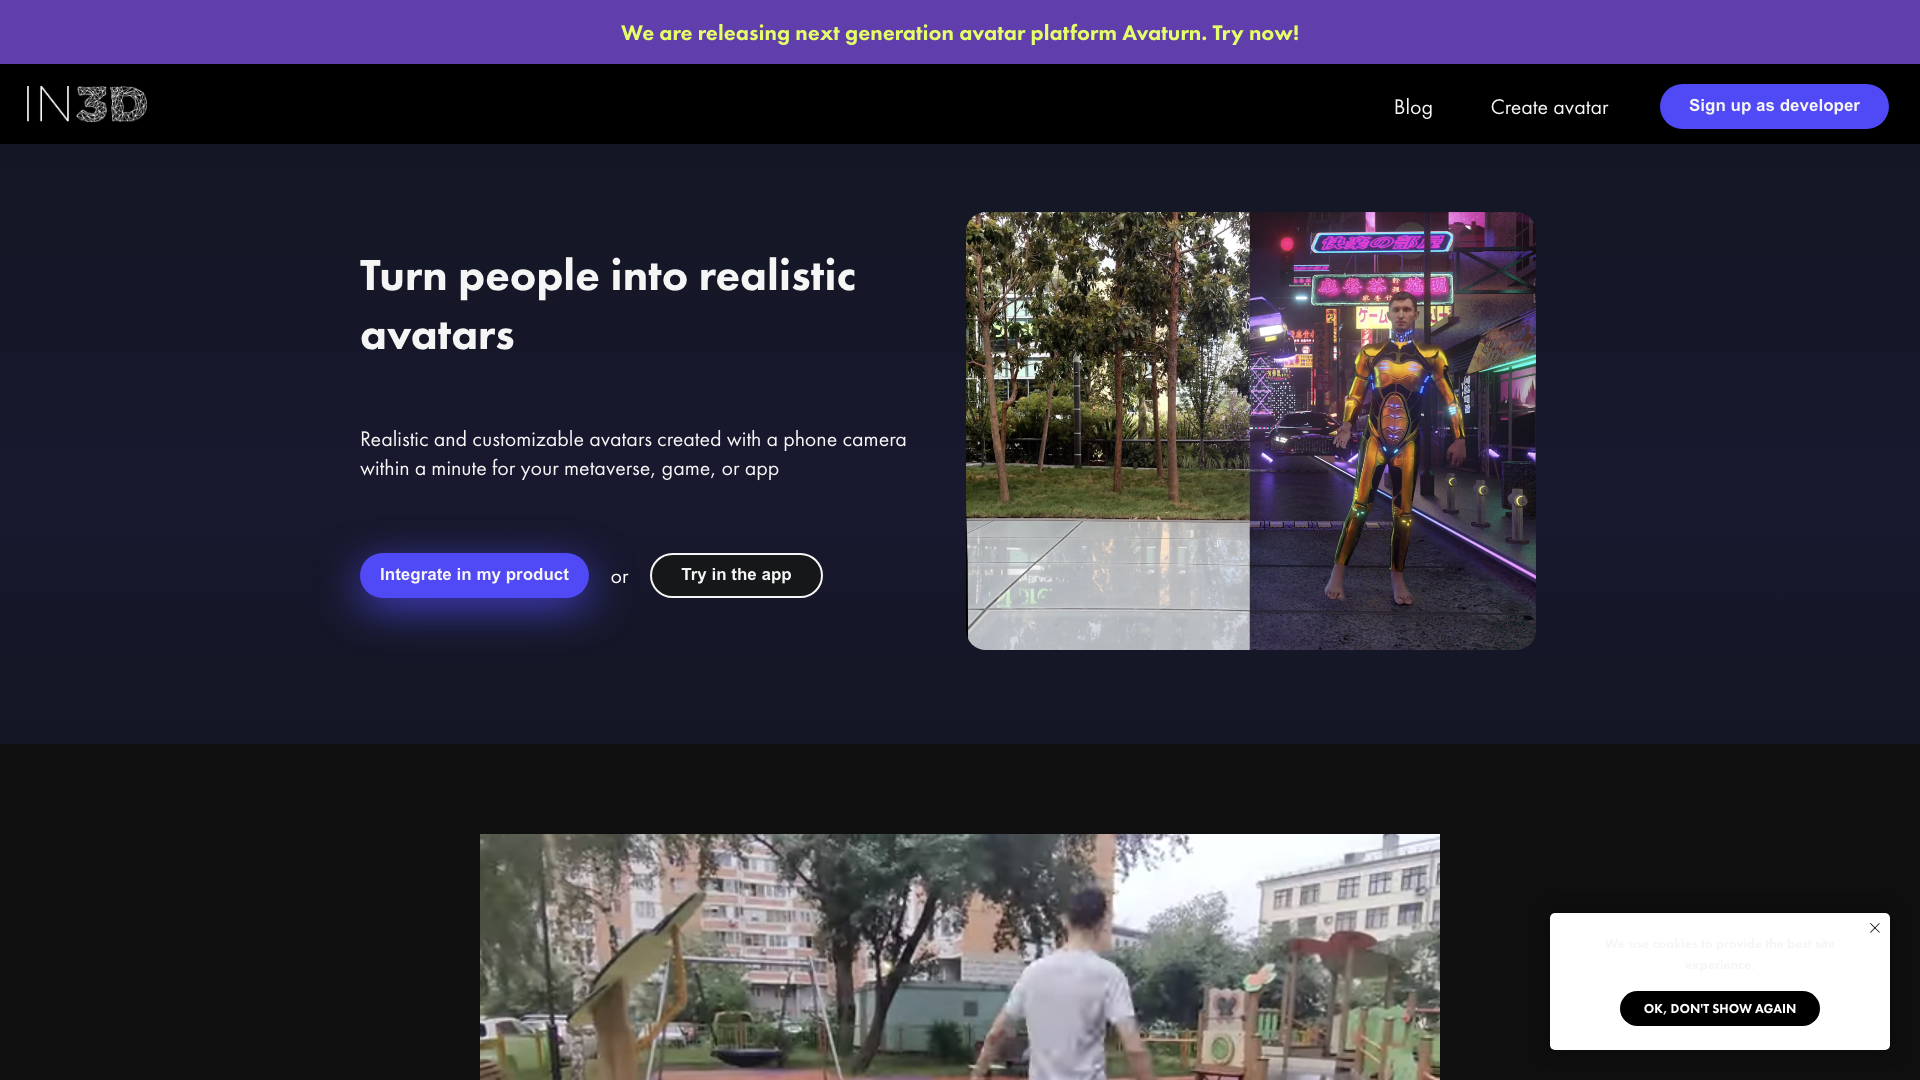 We are releasing next generation avatar platform Avaturn. Try now!
IN3D
Blog
Create avatar
Sign up as developer
Turn people into realistic
avatars
Realistic and customizable avatars created with a phone camera
within a minute for your metaverse, game, or app
Integrate in my product
or
Try in the app
We use cookies to provide the best site
experience.
OK, DON'T SHOW AGAIN